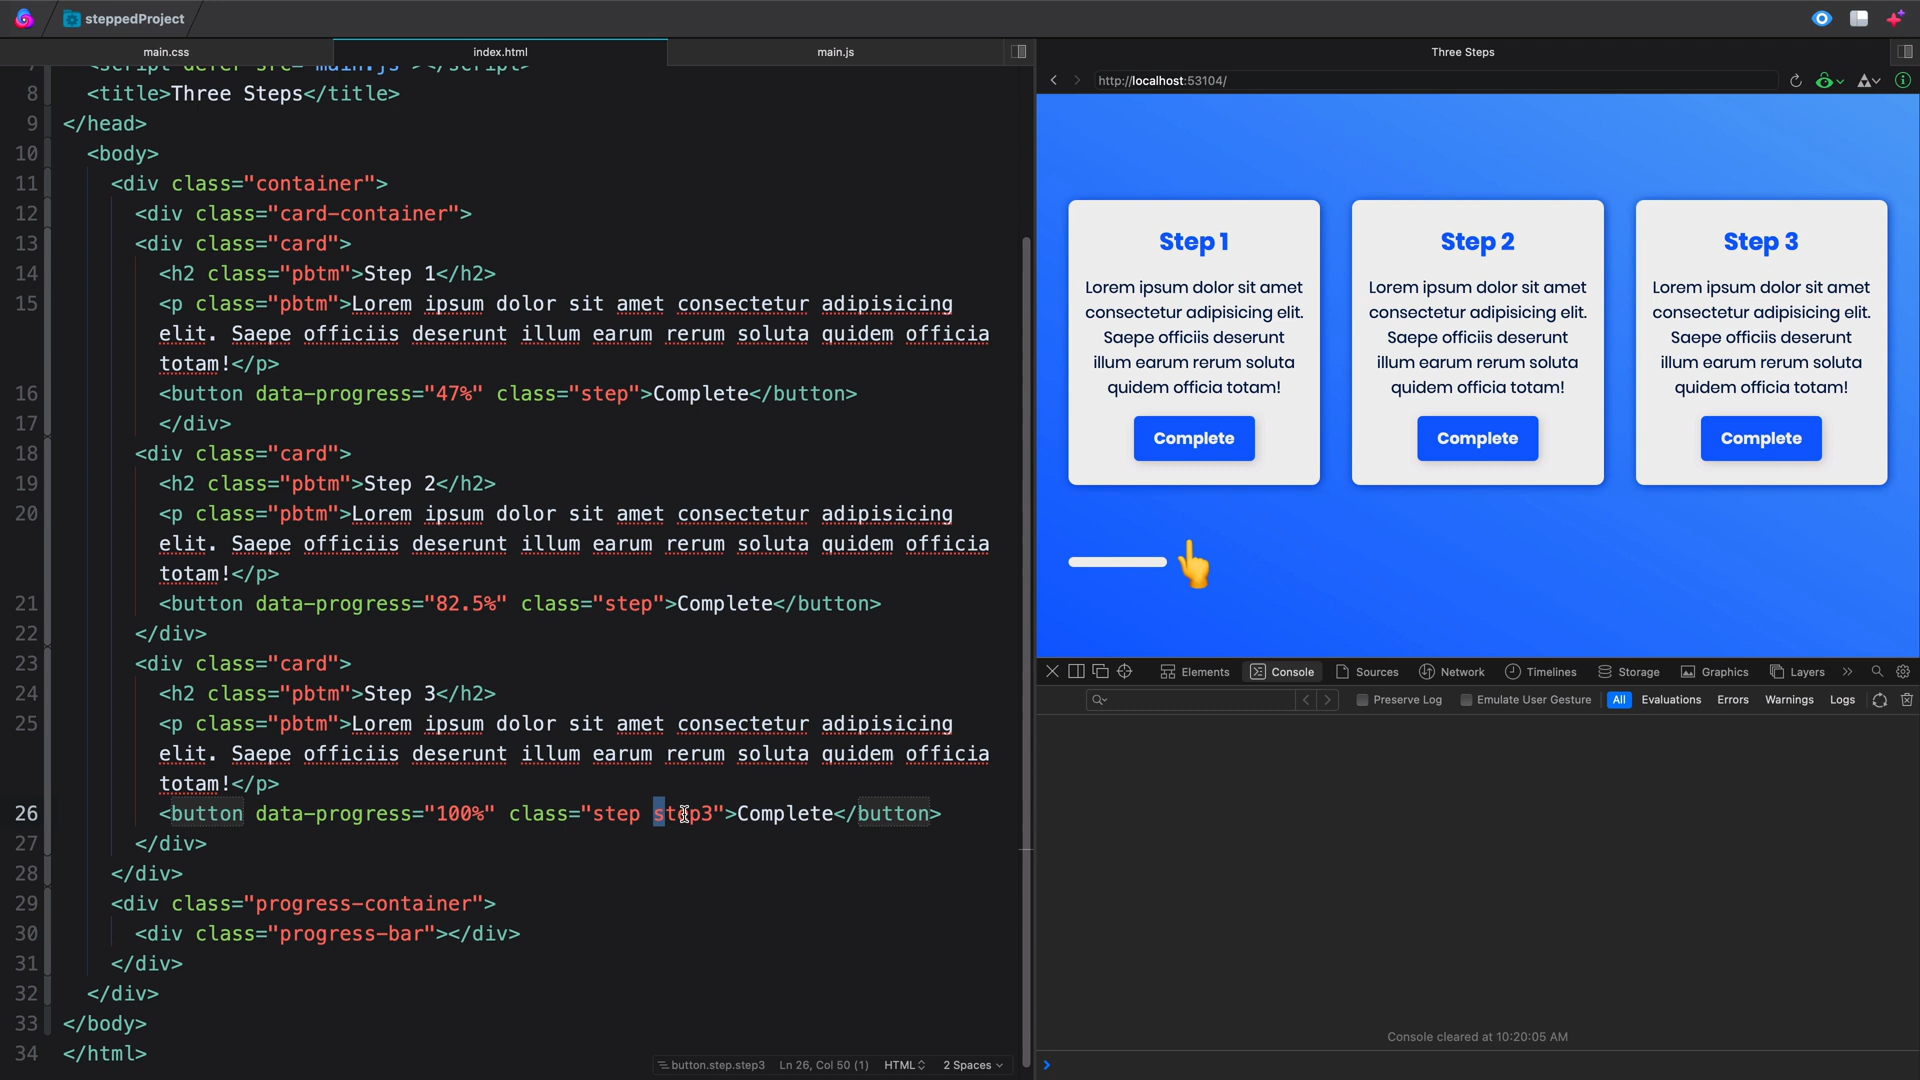 steppedProject
main.css
index.html
main.js
7 <script defer src="main.js"></script>
8 <title>Three Steps</title>
9 </head>
10 <body>
11 <div class="container">
12 <div class="card-container">
13 <div class="card">
14 <h2 class="pbtm">Step 1</h2>
15 <p class="pbtm">Lorem ipsum dolor sit amet consectetur adipisicing
elit. Saepe officiis deserunt illum earum rerum soluta quidem officia
totam!</p>
16 <button data-progress="47%" class="step">Complete</button>
17 </div>
18 <div class="card">
19 <h2 class="pbtm">Step 2</h2>
20 <p class="pbtm">Lorem ipsum dolor sit amet consectetur adipisicing
elit. Saepe officiis deserunt illum earum rerum soluta quidem officia
totam!</p>
21 <button data-progress="82.5%" class="step">Complete</button>
22 </div>
23 <div class="card">
24 <h2 class="pbtm">Step 3</h2>
25 <p class="pbtm">Lorem ipsum dolor sit amet consectetur adipisicing
elit. Saepe officiis deserunt illum earum rerum soluta quidem officia
totam!</p>
26 <button data-progress="100%" class="step step3">Complete</button>
27 </div>
28 </div>
29 <div class="progress-container">
30 <div class="progress-bar"></div>
31 </div>
32 </div>
33 </body>
34 </html>
button.step.step3 Ln 26, Col 50 (1) HTML 2 Spaces
Three Steps
http://localhost:53104/
Step 1
Lorem ipsum dolor sit amet
consectetur adipisicing elit.
Saepe officiis deserunt
illum earum rerum soluta
quidem officia totam!
Complete
Step 2
Lorem ipsum dolor sit amet
consectetur adipisicing elit.
Saepe officiis deserunt
illum earum rerum soluta
quidem officia totam!
Complete
Step 3
Lorem ipsum dolor sit amet
consectetur adipisicing elit.
Saepe officiis deserunt
illum earum rerum soluta
quidem officia totam!
Complete
Elements Console Sources Network Timelines Storage Graphics Layers
Preserve Log Emulate User Gesture All Evaluations Errors Warnings Logs
Console cleared at 10:20:05 AM